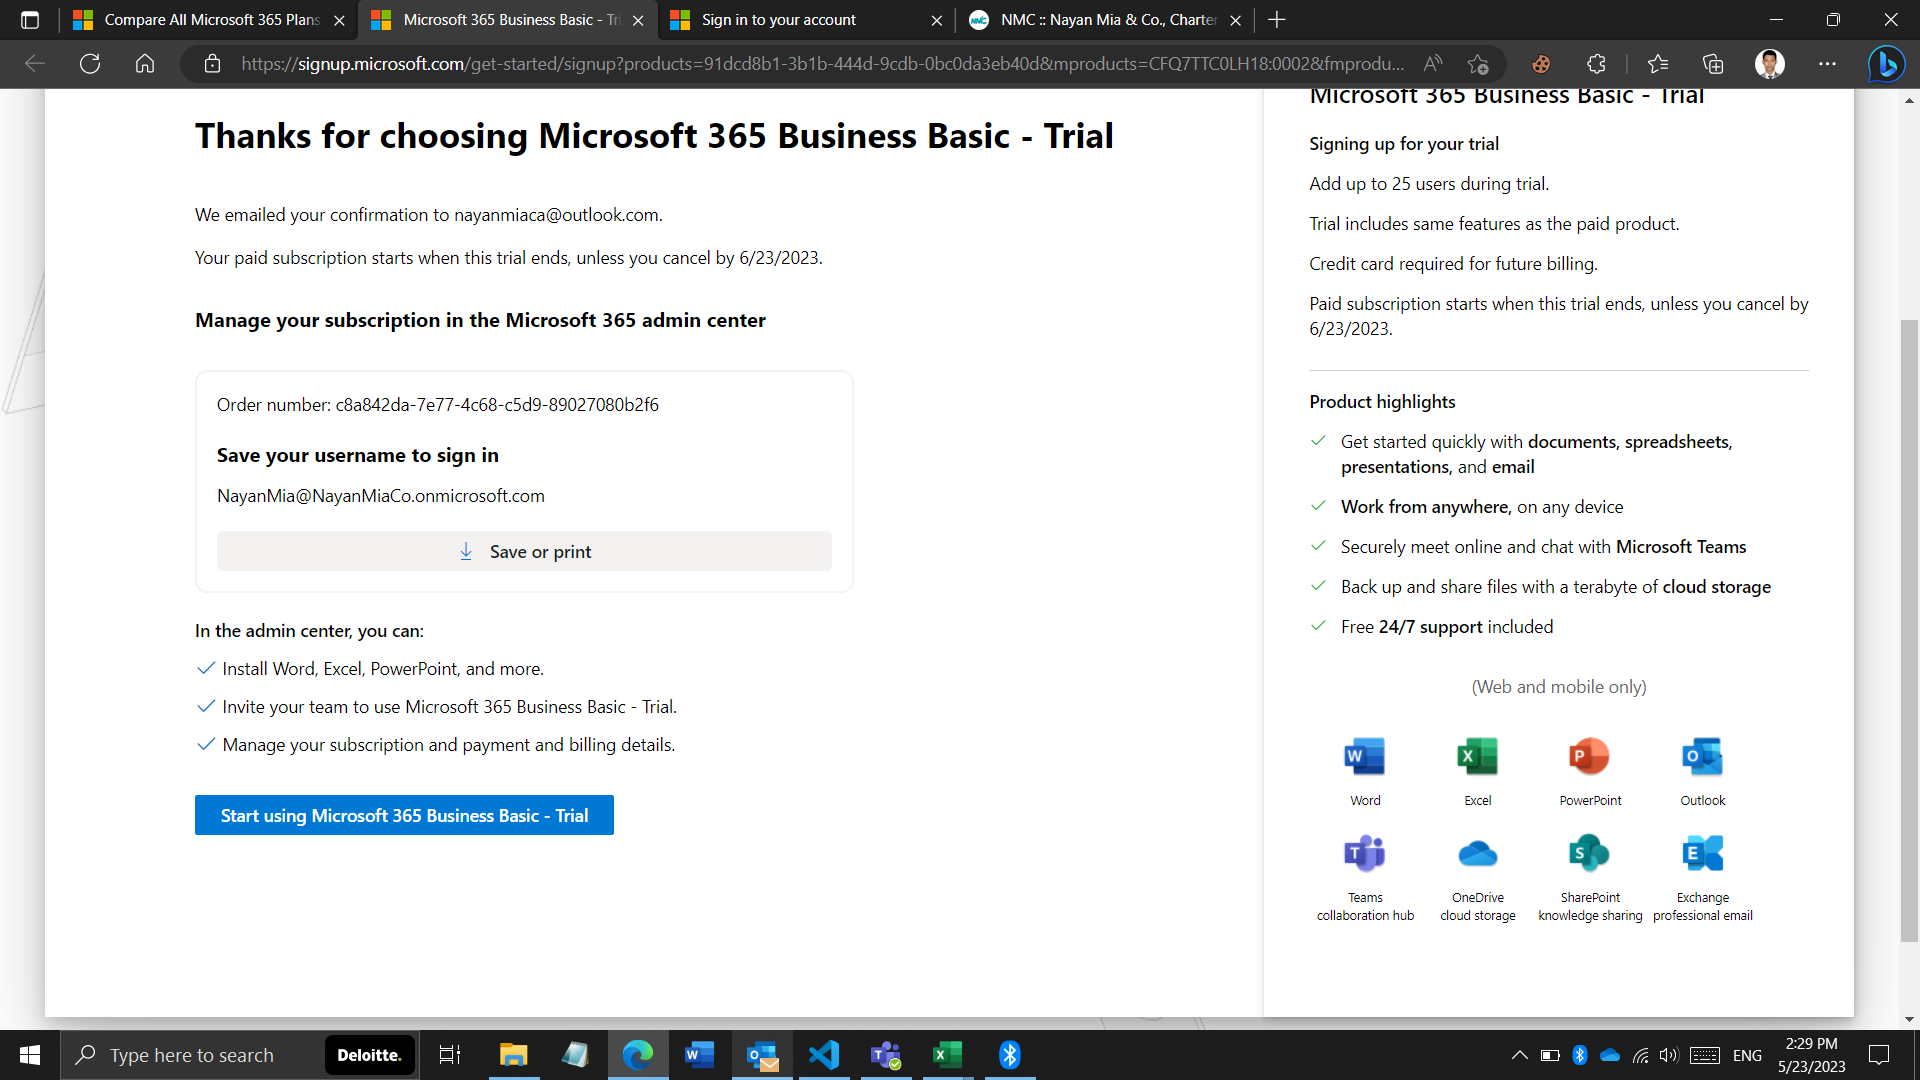 Compare All Microsoft 365 Plans
Microsoft 365 Business Basic - Tri
Sign in to your account
NMC :: Nayan Mia & Co., Charter
https://signup.microsoft.com/get-started/signup?products=91dcd8b1-3b1b-444d-9cdb-0bc0da3eb40d&mproducts=CFQ7TTC0LH18:0002&fmprodu...
Thanks for choosing Microsoft 365 Business Basic - Trial
We emailed your confirmation to nayanmiaca@outlook.com.
Your paid subscription starts when this trial ends, unless you cancel by 6/23/2023.
Manage your subscription in the Microsoft 365 admin center
Order number: c8a842da-7e77-4c68-c5d9-89027080b2f6
Save your username to sign in
NayanMia@NayanMiaCo.onmicrosoft.com
Save or print
In the admin center, you can:
Install Word, Excel, PowerPoint, and more.
Invite your team to use Microsoft 365 Business Basic - Trial.
Manage your subscription and payment and billing details.
Start using Microsoft 365 Business Basic - Trial
Microsoft 365 Business Basic - Trial
Signing up for your trial
Add up to 25 users during trial.
Trial includes same features as the paid product.
Credit card required for future billing.
Paid subscription starts when this trial ends, unless you cancel by
6/23/2023.
Product highlights
Get started quickly with documents, spreadsheets,
presentations, and email
Work from anywhere, on any device
Securely meet online and chat with Microsoft Teams
Back up and share files with a terabyte of cloud storage
Free 24/7 support included
(Web and mobile only)
Word
Excel
PowerPoint
Outlook
Teams
collaboration hub
OneDrive
cloud storage
SharePoint
knowledge sharing
Exchange
professional email
Type here to search
Deloitte.
ENG
2:29 PM
5/23/2023